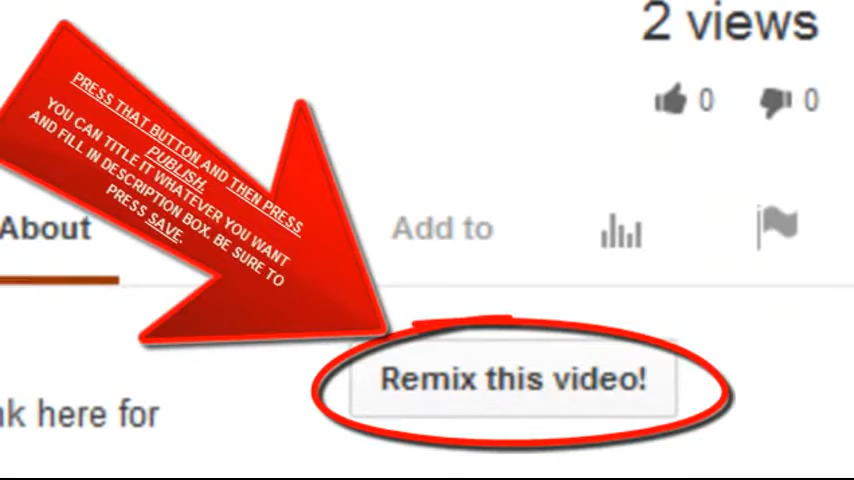 2 views
0 0
PRESS THAT BUTTON AND THEN PRESS
PUBLISH.
YOU CAN TITLE IT WHATEVER YOU WANT
AND FILL IN DESCRIPTION BOX. BE SURE TO
PRESS SAVE.
About Add to
Remix this video!
nk here for